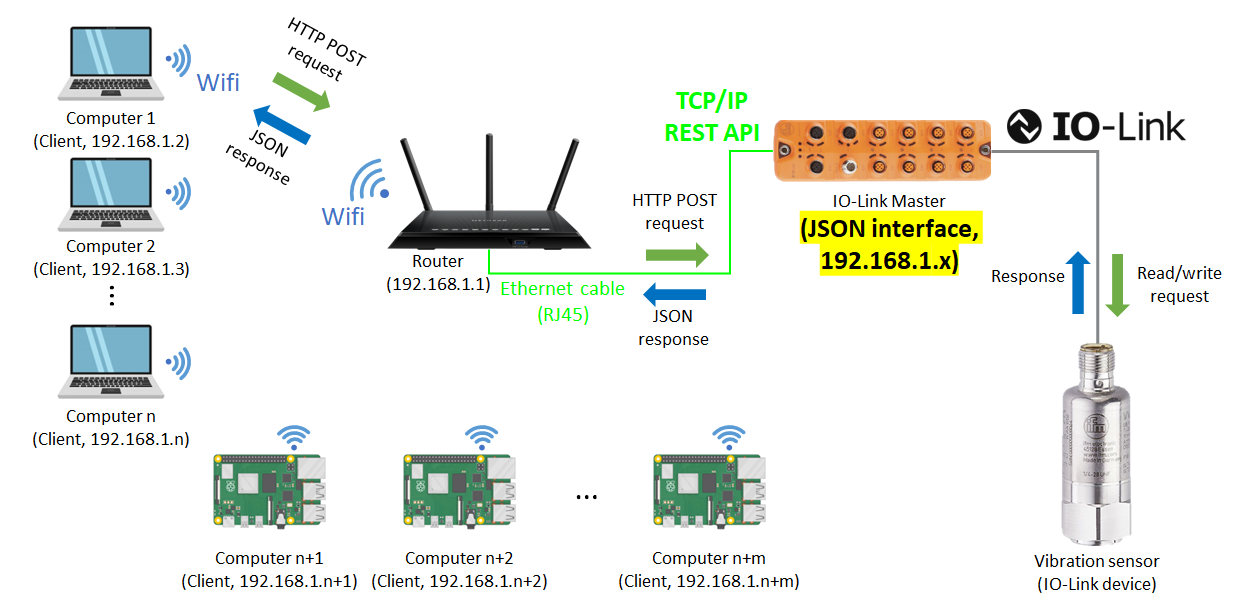 HTTP POST
request
Wifi
JSON
response
Computer 1
(Client, 192.168.1.2)
Computer 2
(Client, 192.168.1.3)
⋮
Computer n
(Client, 192.168.1.n)
Wifi
NETGEAR
Router
(192.168.1.1)
Ethernet cable
(RJ45)
HTTP POST
request
JSON
response
TCP/IP
REST API
IO-Link Master
(JSON interface,
192.168.1.x)
IO-Link
Response
Read/write
request
ifm
Vibration sensor
(IO-Link device)
Computer n+1
(Client, 192.168.1.n+1)
Computer n+2
(Client, 192.168.1.n+2)
...
Computer n+m
(Client, 192.168.1.n+m)